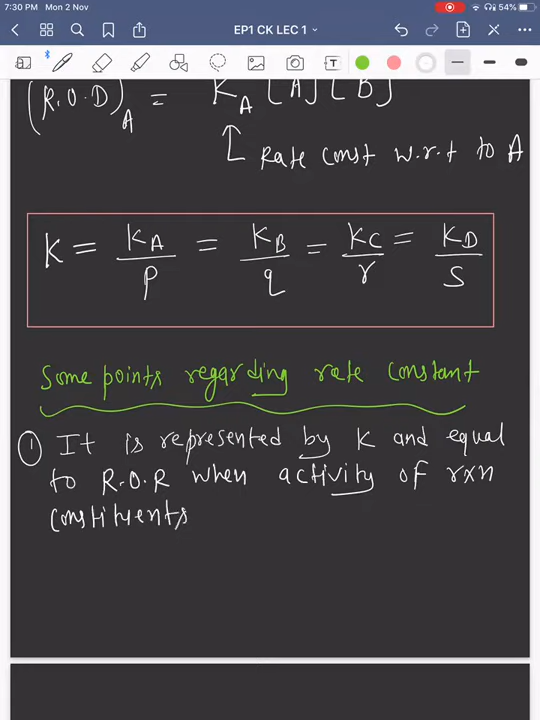 7:30 PM Mon 2 Nov
54%
EP1 CK LEC 1
T
(R.O.D)A = KA [A] [B]
Rate const w.r.t to A
K = KA/p = KB/q = KC/r = KD/s
Some points regarding rate constant
① It is represented by K and equal
to R.O.R when activity of rxn
constituents